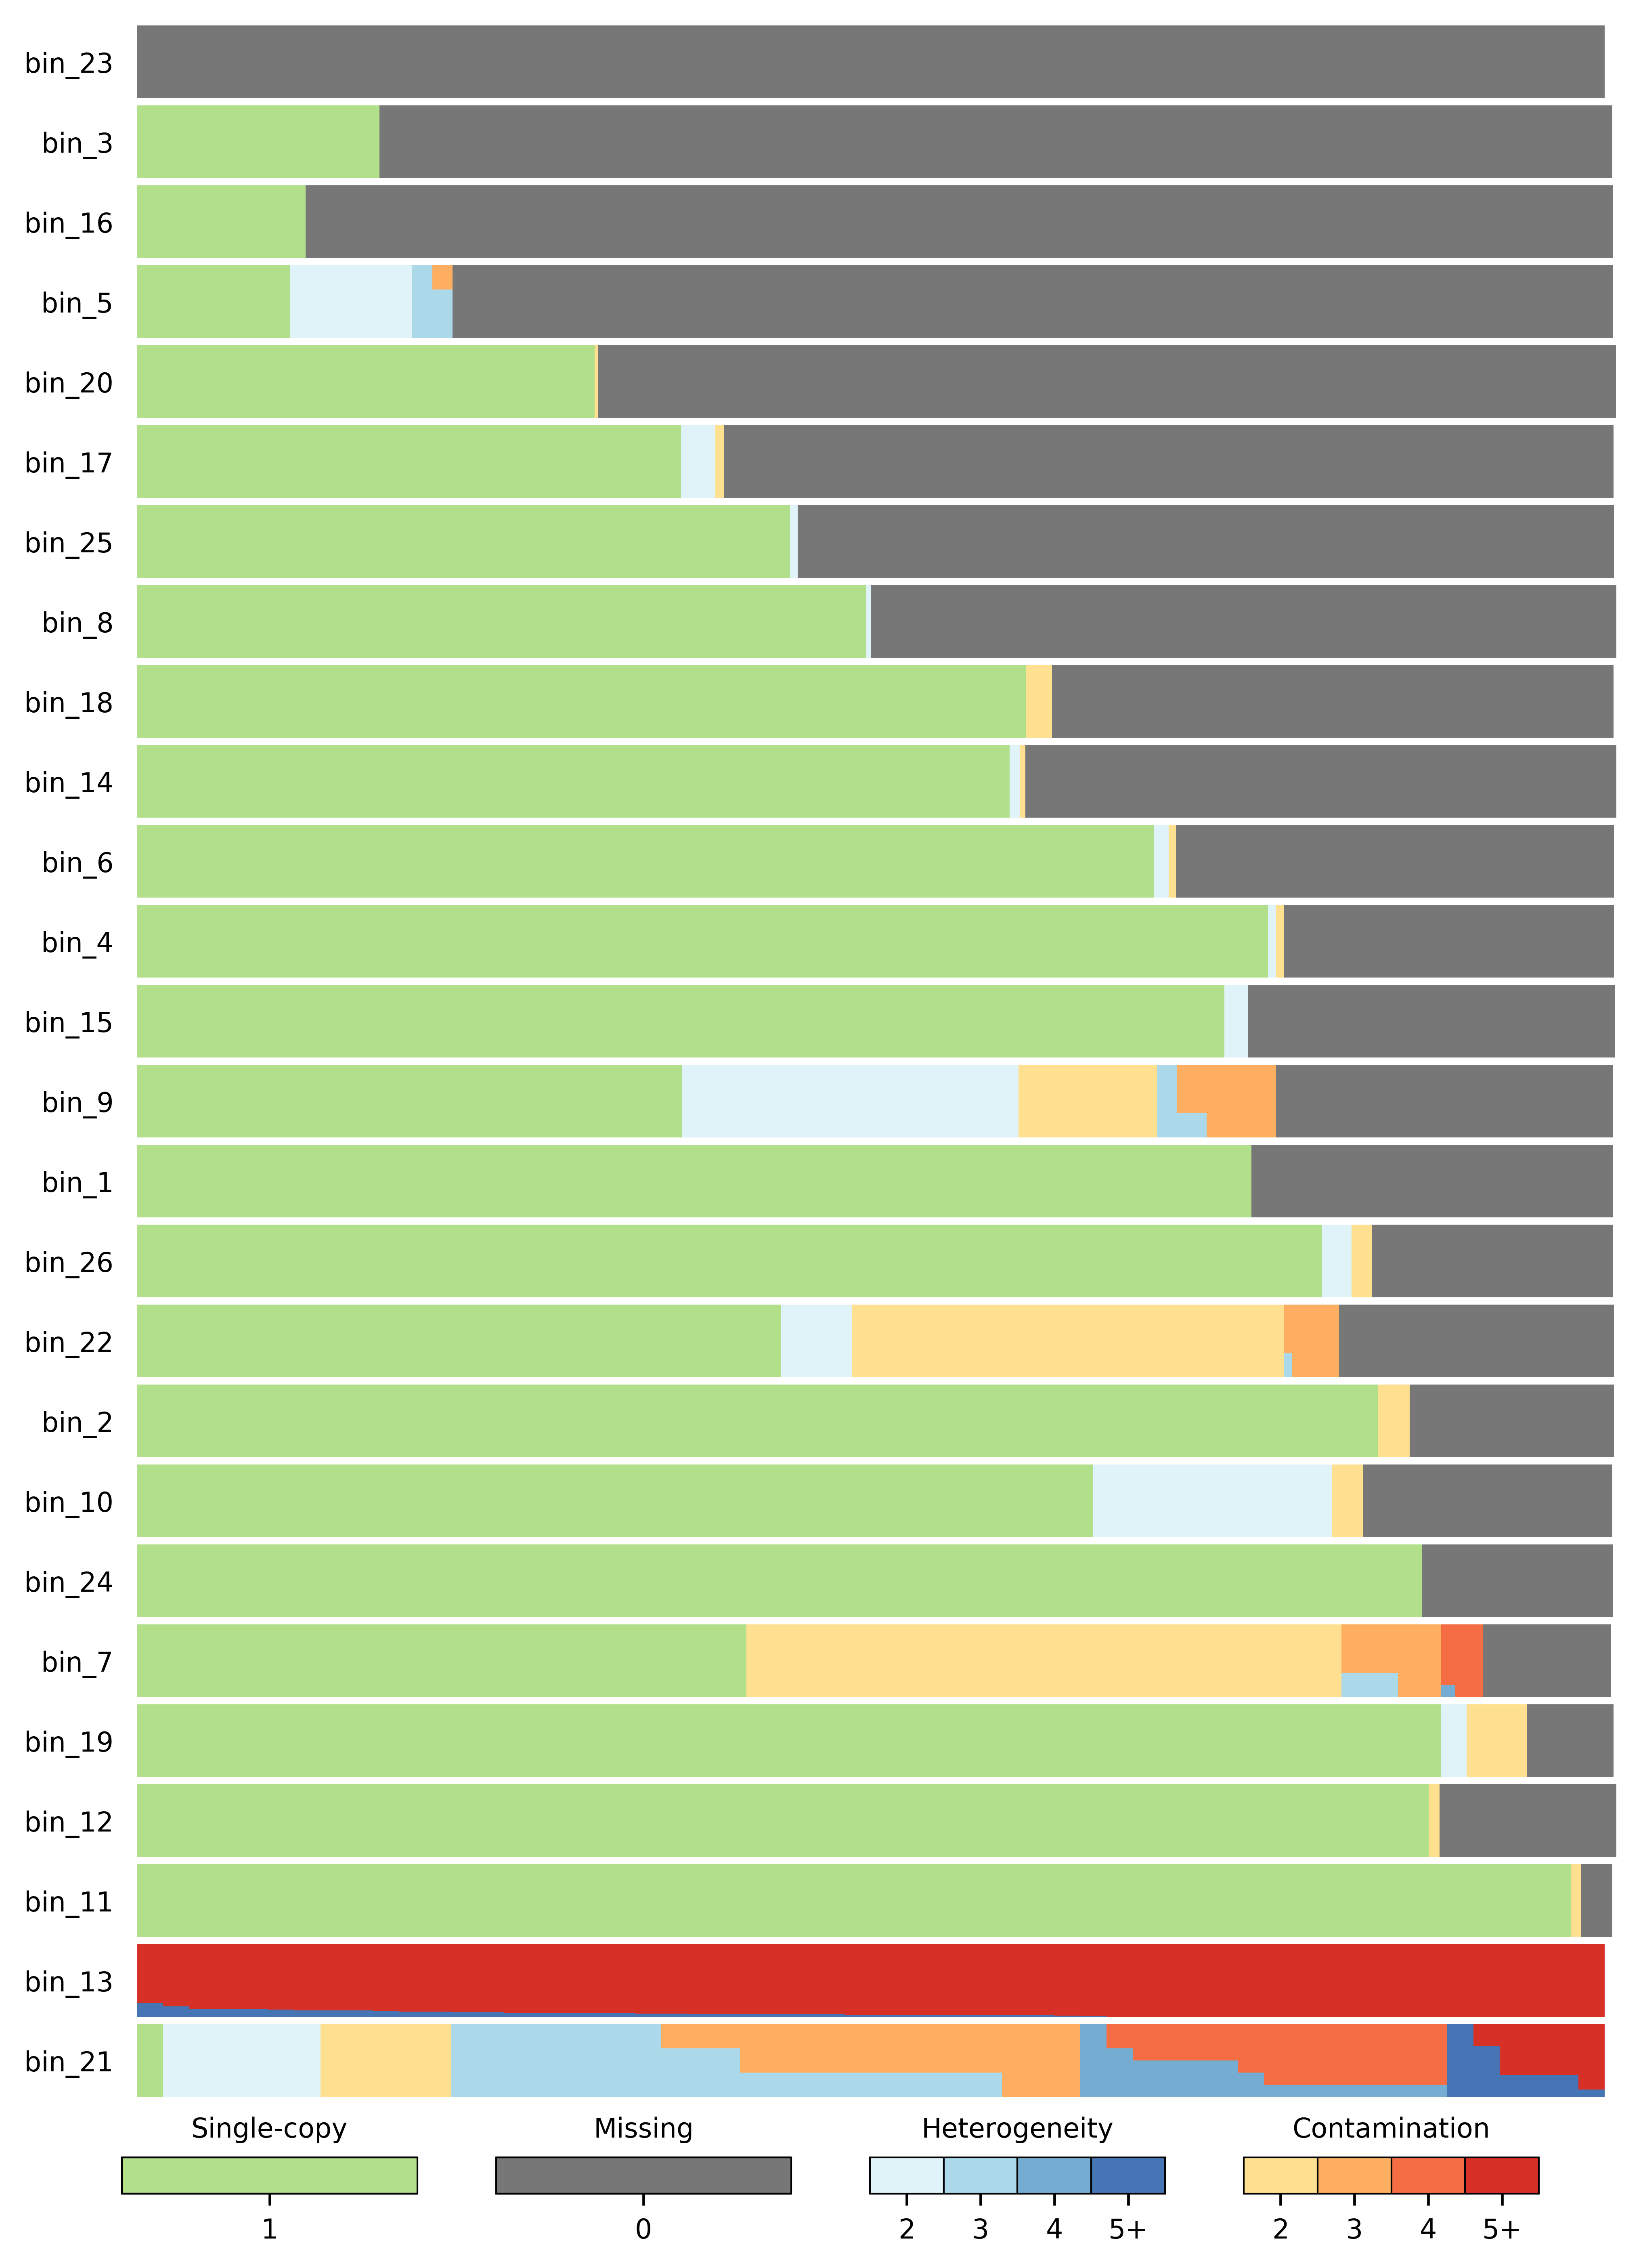 bin_23
bin_3
bin_16
bin_5
bin_20
bin_17
bin_25
bin_8
bin_18
bin_14
bin_6
bin_4
bin_15
bin_9
bin_1
bin_26
bin_22
bin_2
bin_10
bin_24
bin_7
bin_19
bin_12
bin_11
bin_13
bin_21
Single-copy Missing Heterogeneity Contamination
1 0 2 3 4 5+ 2 3 4 5+